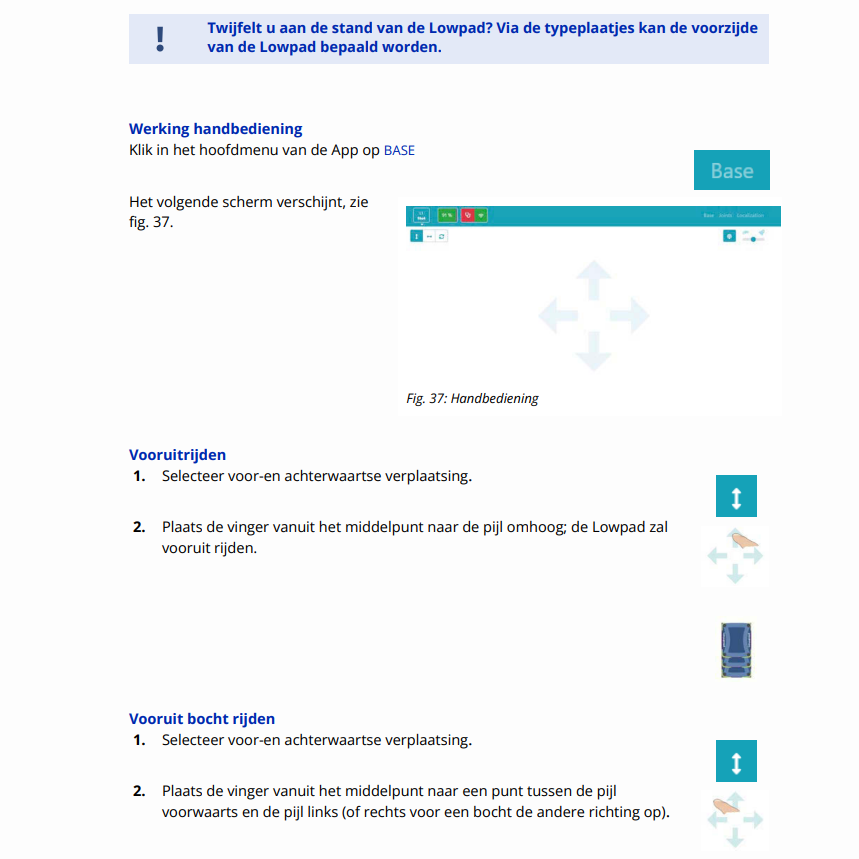 !
Twijfelt u aan de stand van de Lowpad? Via de typeplaatjes kan de voorzijde
van de Lowpad bepaald worden.
Werking handbediening
Klik in het hoofdmenu van de App op BASE
Base
Het volgende scherm verschijnt, zie
fig. 37.
91 %
Base Joints Localisation
Fig. 37: Handbediening
Vooruitrijden
1. Selecteer voor-en achterwaartse verplaatsing.
2. Plaats de vinger vanuit het middelpunt naar de pijl omhoog; de Lowpad zal
vooruit rijden.
Vooruit bocht rijden
1. Selecteer voor-en achterwaartse verplaatsing.
2. Plaats de vinger vanuit het middelpunt naar een punt tussen de pijl
voorwaarts en de pijl links (of rechts voor een bocht de andere richting op).